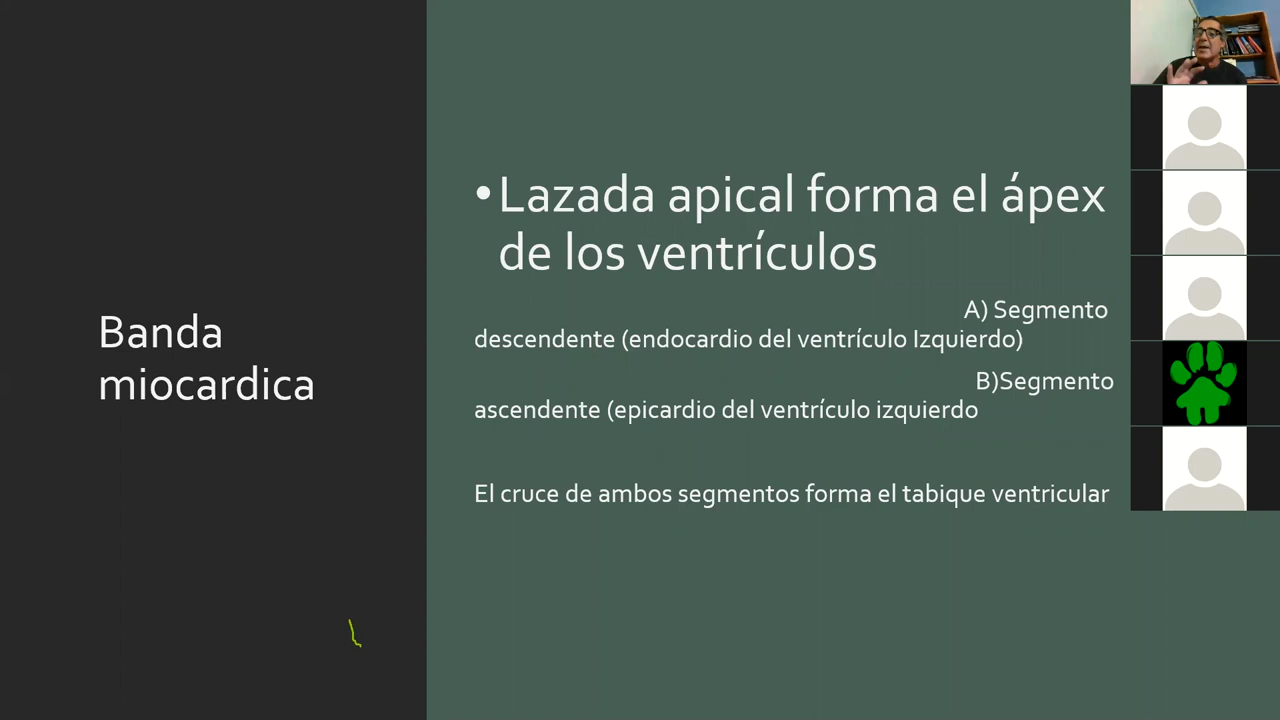 Banda
miocardica
•Lazada apical forma el ápex
de los ventrículos
A) Segmento
descendente (endocardio del ventrículo Izquierdo)
B)Segmento
ascendente (epicardio del ventrículo izquierdo
El cruce de ambos segmentos forma el tabique ventricular